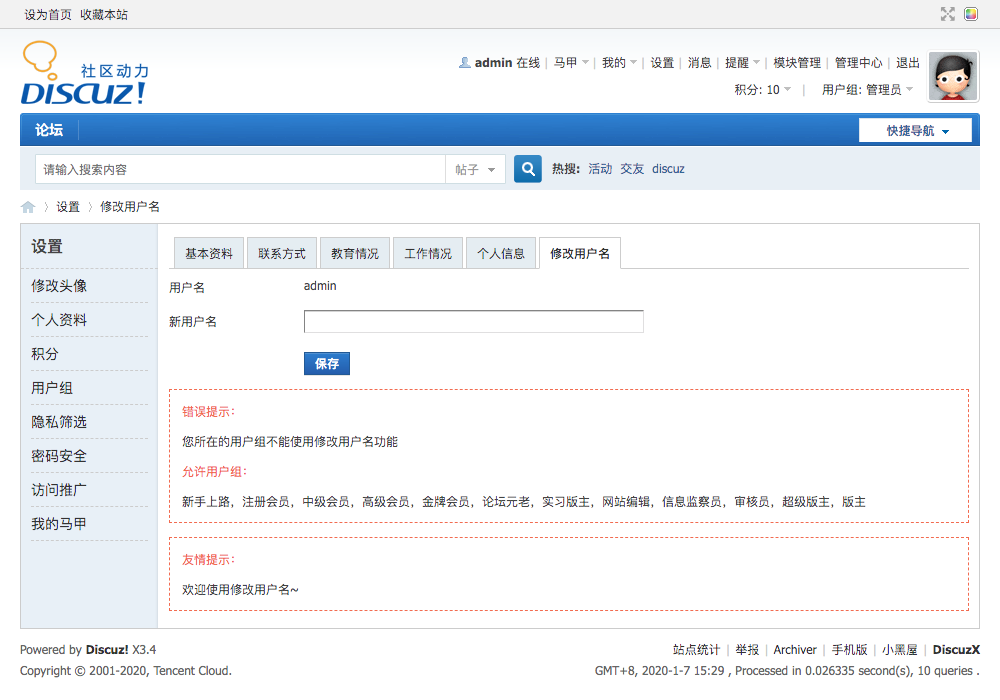 设为首页 收藏本站
社区动力
DISCUZ!
admin 在线 | 马甲 | 我的 | 设置 | 消息 | 提醒 | 模块管理 | 管理中心 | 退出
积分: 10 | 用户组: 管理员
论坛
快捷导航
请输入搜索内容 帖子 热搜: 活动 交友 discuz
设置 修改用户名
设置
修改头像
个人资料
积分
用户组
隐私筛选
密码安全
访问推广
我的马甲
基本资料 联系方式 教育情况 工作情况 个人信息 修改用户名
用户名 admin
新用户名
保存
错误提示:
您所在的用户组不能使用修改用户名功能
允许用户组:
新手上路, 注册会员, 中级会员, 高级会员, 金牌会员, 论坛元老, 实习版主, 网站编辑, 信息监察员, 审核员, 超级版主, 版主
友情提示:
欢迎使用修改用户名~
Powered by Discuz! X3.4
Copyright © 2001-2020, Tencent Cloud.
站点统计 | 举报 | Archiver | 手机版 | 小黑屋 | DiscuzX
GMT+8, 2020-1-7 15:29 , Processed in 0.026335 second(s), 10 queries .